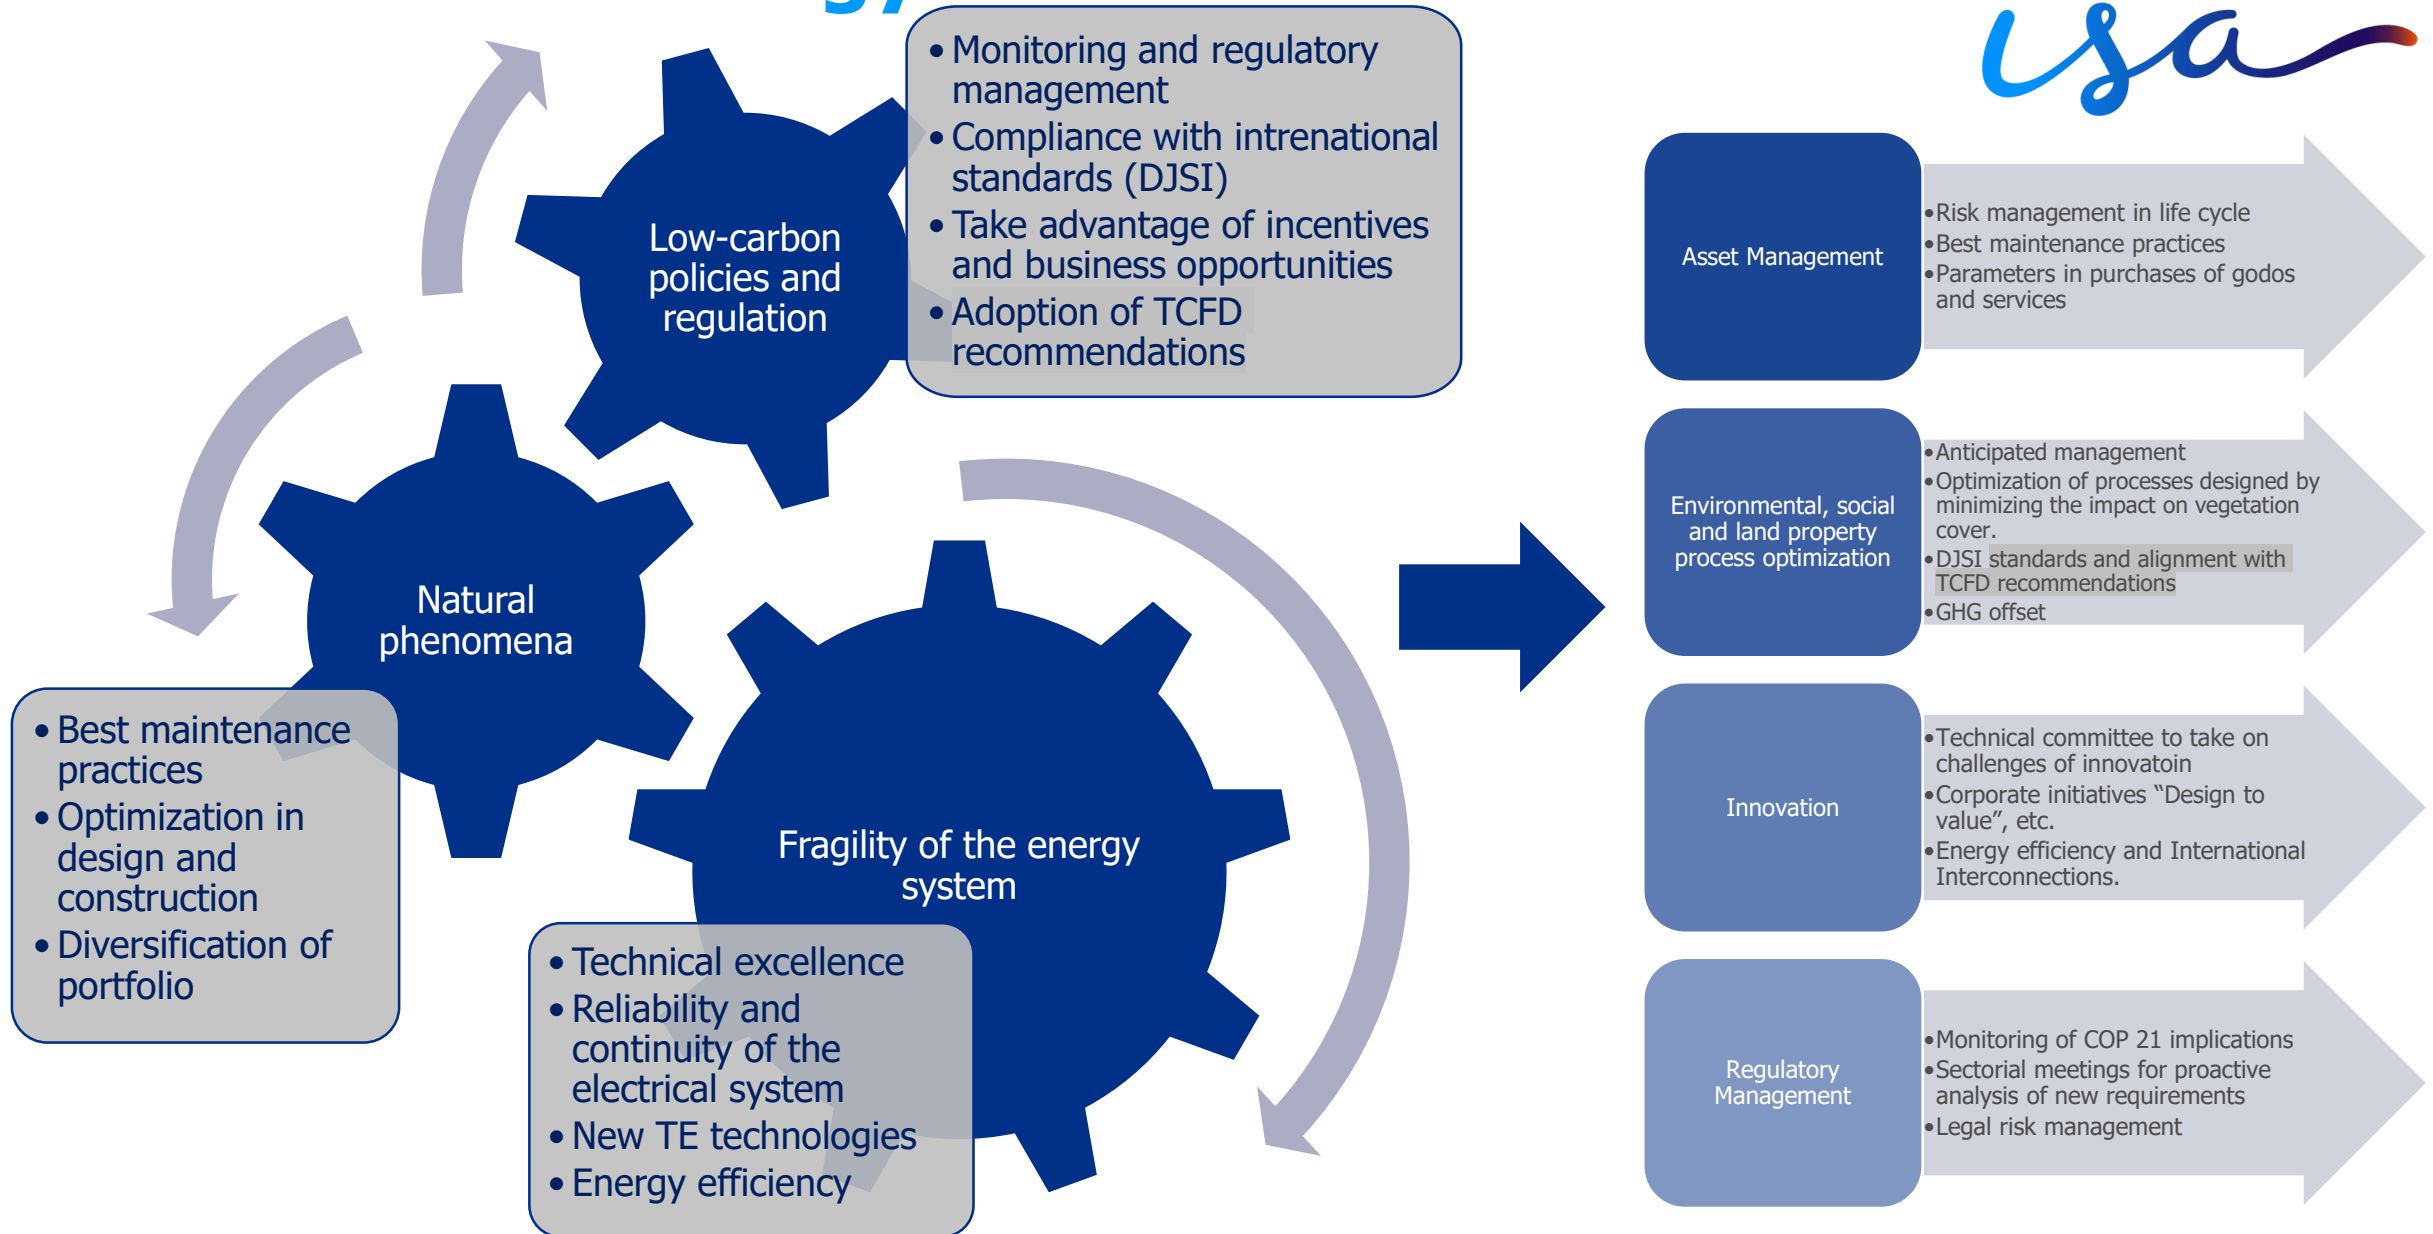 isa
Low-carbon
policies and
regulation
• Monitoring and regulatory
management
• Compliance with intrenational
standards (DJSI)
• Take advantage of incentives
and business opportunities
• Adoption of TCFD
recommendations
Natural
phenomena
• Best maintenance
practices
• Optimization in
design and
construction
• Diversification of
portfolio
Fragility of the energy
system
• Technical excellence
• Reliability and
continuity of the
electrical system
• New TE technologies
• Energy efficiency
Asset Management
•Risk management in life cycle
•Best maintenance practices
•Parameters in purchases of godos
and services
Environmental, social
and land property
process optimization
•Anticipated management
•Optimization of processes designed by
minimizing the impact on vegetation
cover.
•DJSI standards and alignment with
TCFD recommendations
•GHG offset
Innovation
•Technical committee to take on
challenges of innovatoin
•Corporate initiatives “Design to
value”, etc.
•Energy efficiency and International
Interconnections.
Regulatory
Management
•Monitoring of COP 21 implications
•Sectorial meetings for proactive
analysis of new requirements
•Legal risk management